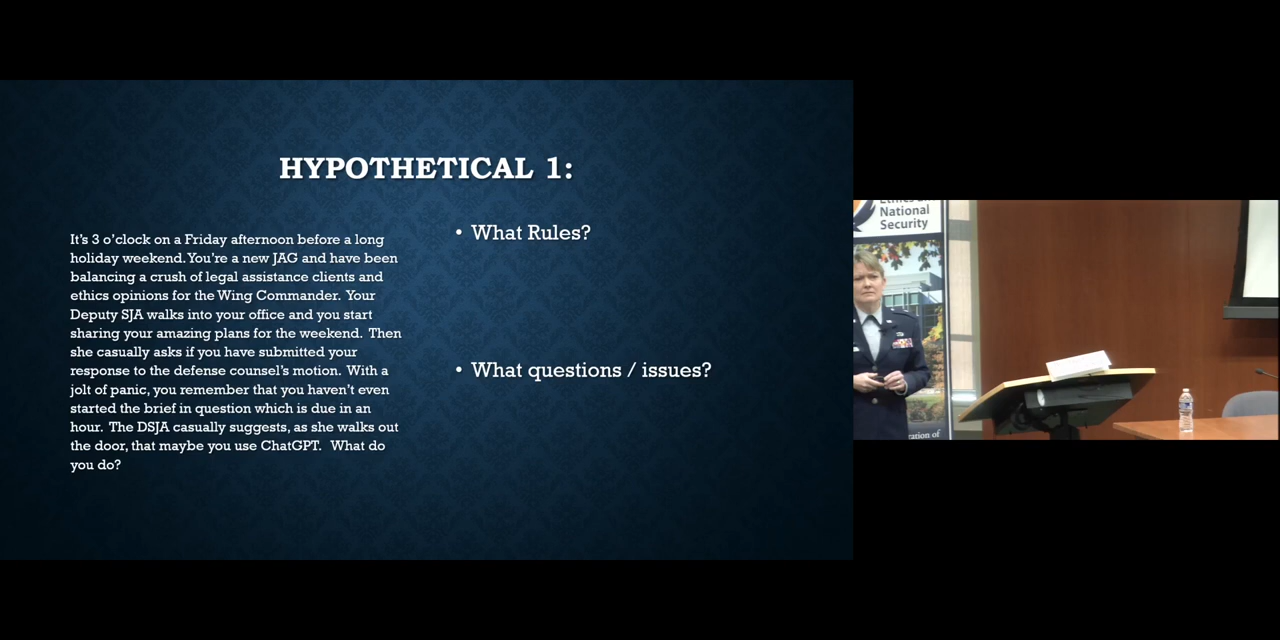 HYPOTHETICAL 1:
It's 3 o'clock on a Friday afternoon before a long
holiday weekend. You're a new JAG and have been
balancing a crush of legal assistance clients and
ethics opinions for the Wing Commander. Your
Deputy SJA walks into your office and you start
sharing your amazing plans for the weekend. Then
she casually asks if you have submitted your
response to the defense counsel's motion. With a
jolt of panic, you remember that you haven't even
started the brief in question which is due in an
hour. The DSJA casually suggests, as she walks out
the door, that maybe you use ChatGPT. What do
you do?
• What Rules?
• What questions / issues?
National
Security